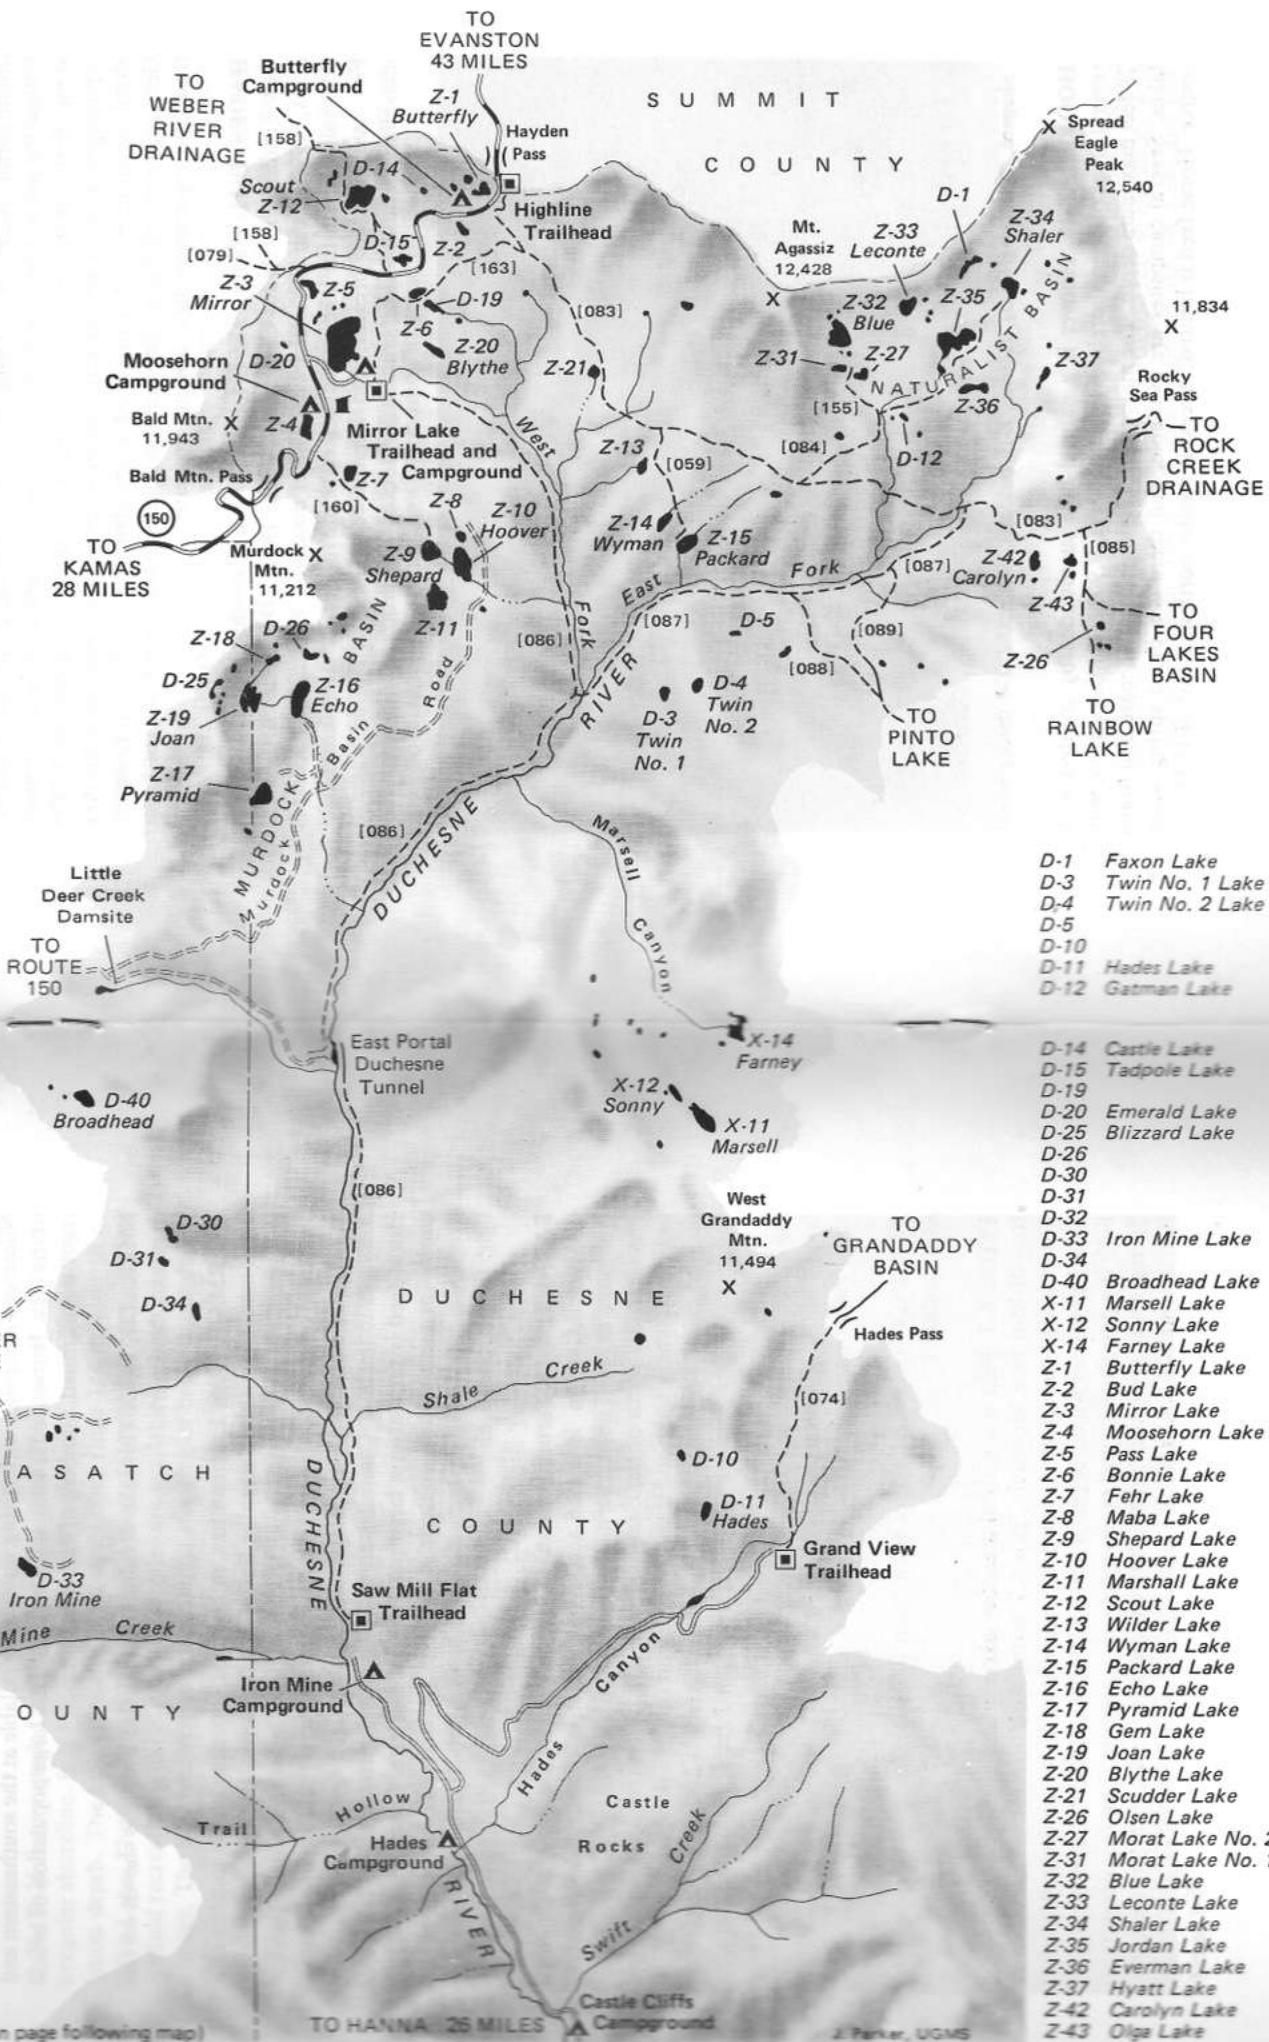 TO
EVANSTON
43 MILES
TO
WEBER
RIVER
DRAINAGE
Butterfly
Campground
Z-1
Butterfly
Hayden
Pass
SUMMIT
COUNTY
Spread
Eagle
Peak
12,540
[158]
D-14
Scout
Z-12
Highline
Trailhead
D-1
Z-34
Shaler
Z-33
Leconte
Mt.
Agassiz
12,428
[158]
[079]
D-15
Z-2
[163]
Z-3
Mirror
Z-5
D-19
Z-6
[083]
Z-32
Blue
Z-35
NATURALIST BASIN
11,834
X
Z-20
Blythe
Z-21
Z-31
Z-27
Z-37
Moosehorn
Campground
D-20
Rocky
Sea Pass
Z-36
[155]
Bald Mtn.
11,943
X
Z-4
Mirror Lake
Trailhead and
Campground
West
Z-13
[059]
[084]
D-12
TO
ROCK
CREEK
DRAINAGE
Bald Mtn. Pass
Z-7
[160]
Z-8
Z-10
Hoover
150
TO
KAMAS
28 MILES
Murdock X
Mtn.
11,212
Z-9
Shepard
Z-14
Wyman
Z-15
Packard
[083]
[085]
Z-42
Carolyn
Z-43
Z-11
[086]
Fork
East
Fork
[087]
[087]
D-5
[089]
[088]
Z-26
TO
FOUR
LAKES
BASIN
Z-18
D-26
BASIN
D-25
Z-16
Echo
Road
Z-19
Joan
Basin
RIVER
D-4
Twin
No. 2
D-3
Twin
No. 1
TO
PINTO
LAKE
TO
RAINBOW
LAKE
Z-17
Pyramid
MURDOCK
Murdock
[086]
DUCHESNE
Marsell
Canyon
Little
Deer Creek
Damsite
TO
ROUTE
150
East Portal
Duchesne
Tunnel
X-14
Farney
X-12
Sonny
X-11
Marsell
D-40
Broadhead
[086]
D-30
D-31
D-34
West
Grandaddy
Mtn.
11,494
X
TO
GRANDADDY
BASIN
Hades Pass
DUCHESNE
Shale Creek
[074]
ER
ASATCH
DUCHESNE
COUNTY
D-10
D-11
Hades
Grand View
Trailhead
D-33
Iron Mine
Saw Mill Flat
Trailhead
Mine Creek
Iron Mine
Campground
OUNTY
Canyon
Hades
Hollow
Trail
Hades
Campground
Castle
Rocks
Creek
Swift
RIVER
Castle Cliffs
Campground
TO HANNA 26 MILES
J. Parker, UGMS
n page following map)
D-1 Faxon Lake
D-3 Twin No. 1 Lake
D-4 Twin No. 2 Lake
D-5
D-10
D-11 Hades Lake
D-12 Gatman Lake
D-14 Castle Lake
D-15 Tadpole Lake
D-19
D-20 Emerald Lake
D-25 Blizzard Lake
D-26
D-30
D-31
D-32
D-33 Iron Mine Lake
D-34
D-40 Broadhead Lake
X-11 Marsell Lake
X-12 Sonny Lake
X-14 Farney Lake
Z-1 Butterfly Lake
Z-2 Bud Lake
Z-3 Mirror Lake
Z-4 Moosehorn Lake
Z-5 Pass Lake
Z-6 Bonnie Lake
Z-7 Fehr Lake
Z-8 Maba Lake
Z-9 Shepard Lake
Z-10 Hoover Lake
Z-11 Marshall Lake
Z-12 Scout Lake
Z-13 Wilder Lake
Z-14 Wyman Lake
Z-15 Packard Lake
Z-16 Echo Lake
Z-17 Pyramid Lake
Z-18 Gem Lake
Z-19 Joan Lake
Z-20 Blythe Lake
Z-21 Scudder Lake
Z-26 Olsen Lake
Z-27 Morat Lake No. 2
Z-31 Morat Lake No. 1
Z-32 Blue Lake
Z-33 Leconte Lake
Z-34 Shaler Lake
Z-35 Jordan Lake
Z-36 Everman Lake
Z-37 Hyatt Lake
Z-42 Carolyn Lake
Z-43 Olga Lake